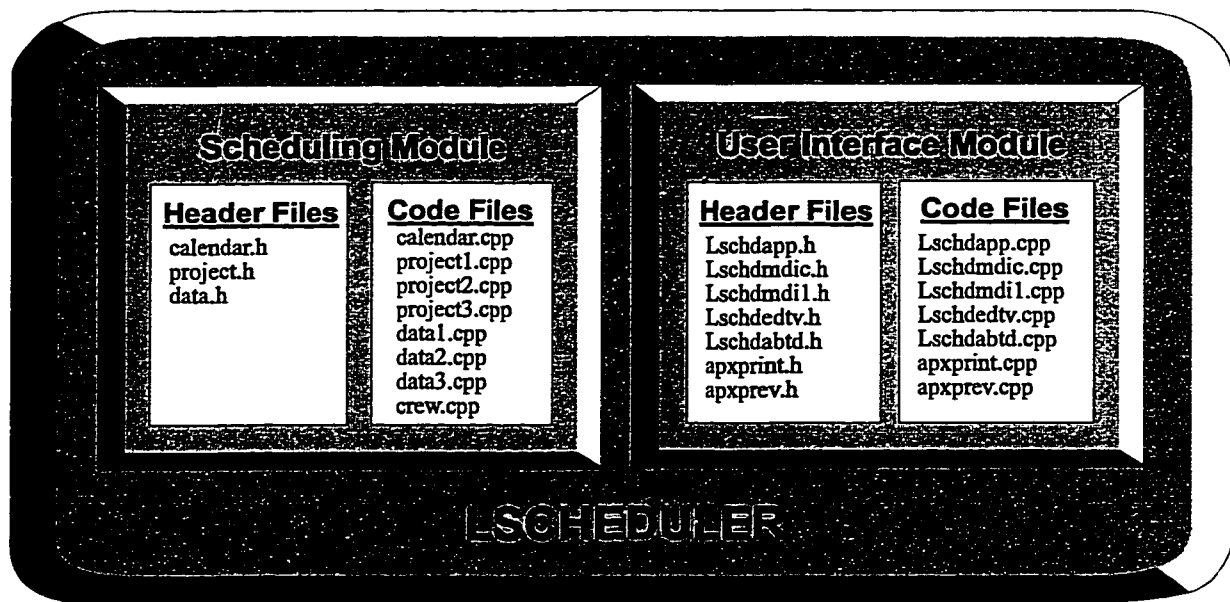 Scheduling Module
Header Files
calendar.h
project.h
data.h
Code Files
calendar.cpp
project1.cpp
project2.cpp
project3.cpp
data1.cpp
data2.cpp
data3.cpp
crew.cpp
User Interface Module
Header Files
Lschdapp.h
Lschdmdic.h
Lschdmdi1.h
Lschdedtv.h
Lschdabtd.h
apxprint.h
apxprev.h
Code Files
Lschdapp.cpp
Lschdmdic.cpp
Lschdmdi1.cpp
Lschdedtv.cpp
Lschdabtd.cpp
apxprint.cpp
apxprev.cpp
LSCHEDULER